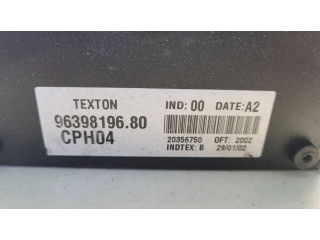 TEXTON IND: 00 DATE: A2
96398196.80
CPH04
20356750 OFT: 2002
INDTEX: B 29/01/02